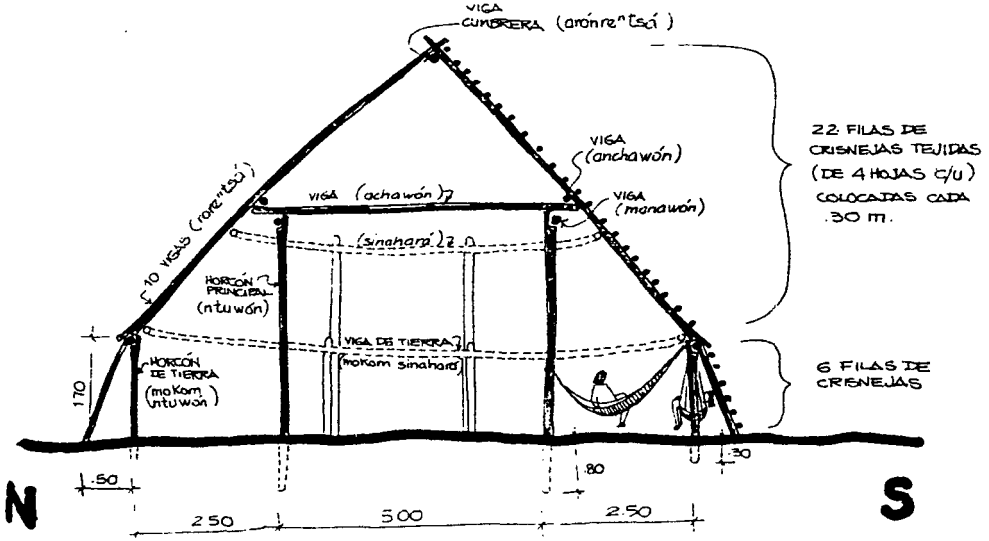 VIGA
CUMBRERA (arónreⁿtsá)
22 FILAS DE
CRISNEJAS TEJIDAS
(DE 4 HOJAS c/u)
COLOCADAS CADA
.30 m.
VIGA
(anchawón)
VIGA (achawón)
VIGA
(manawón)
(sinahará)
10 VIGAS (roreⁿtsá)
HORCÓN
PRINCIPAL
(ntuwón)
VIGA DE TIERRA
(mokom sinahará)
HORCÓN
DE TIERRA
(mokom
ntuwón)
6 FILAS DE
CRISNEJAS
170
.50
.80
.30
N
S
250
500
2.50